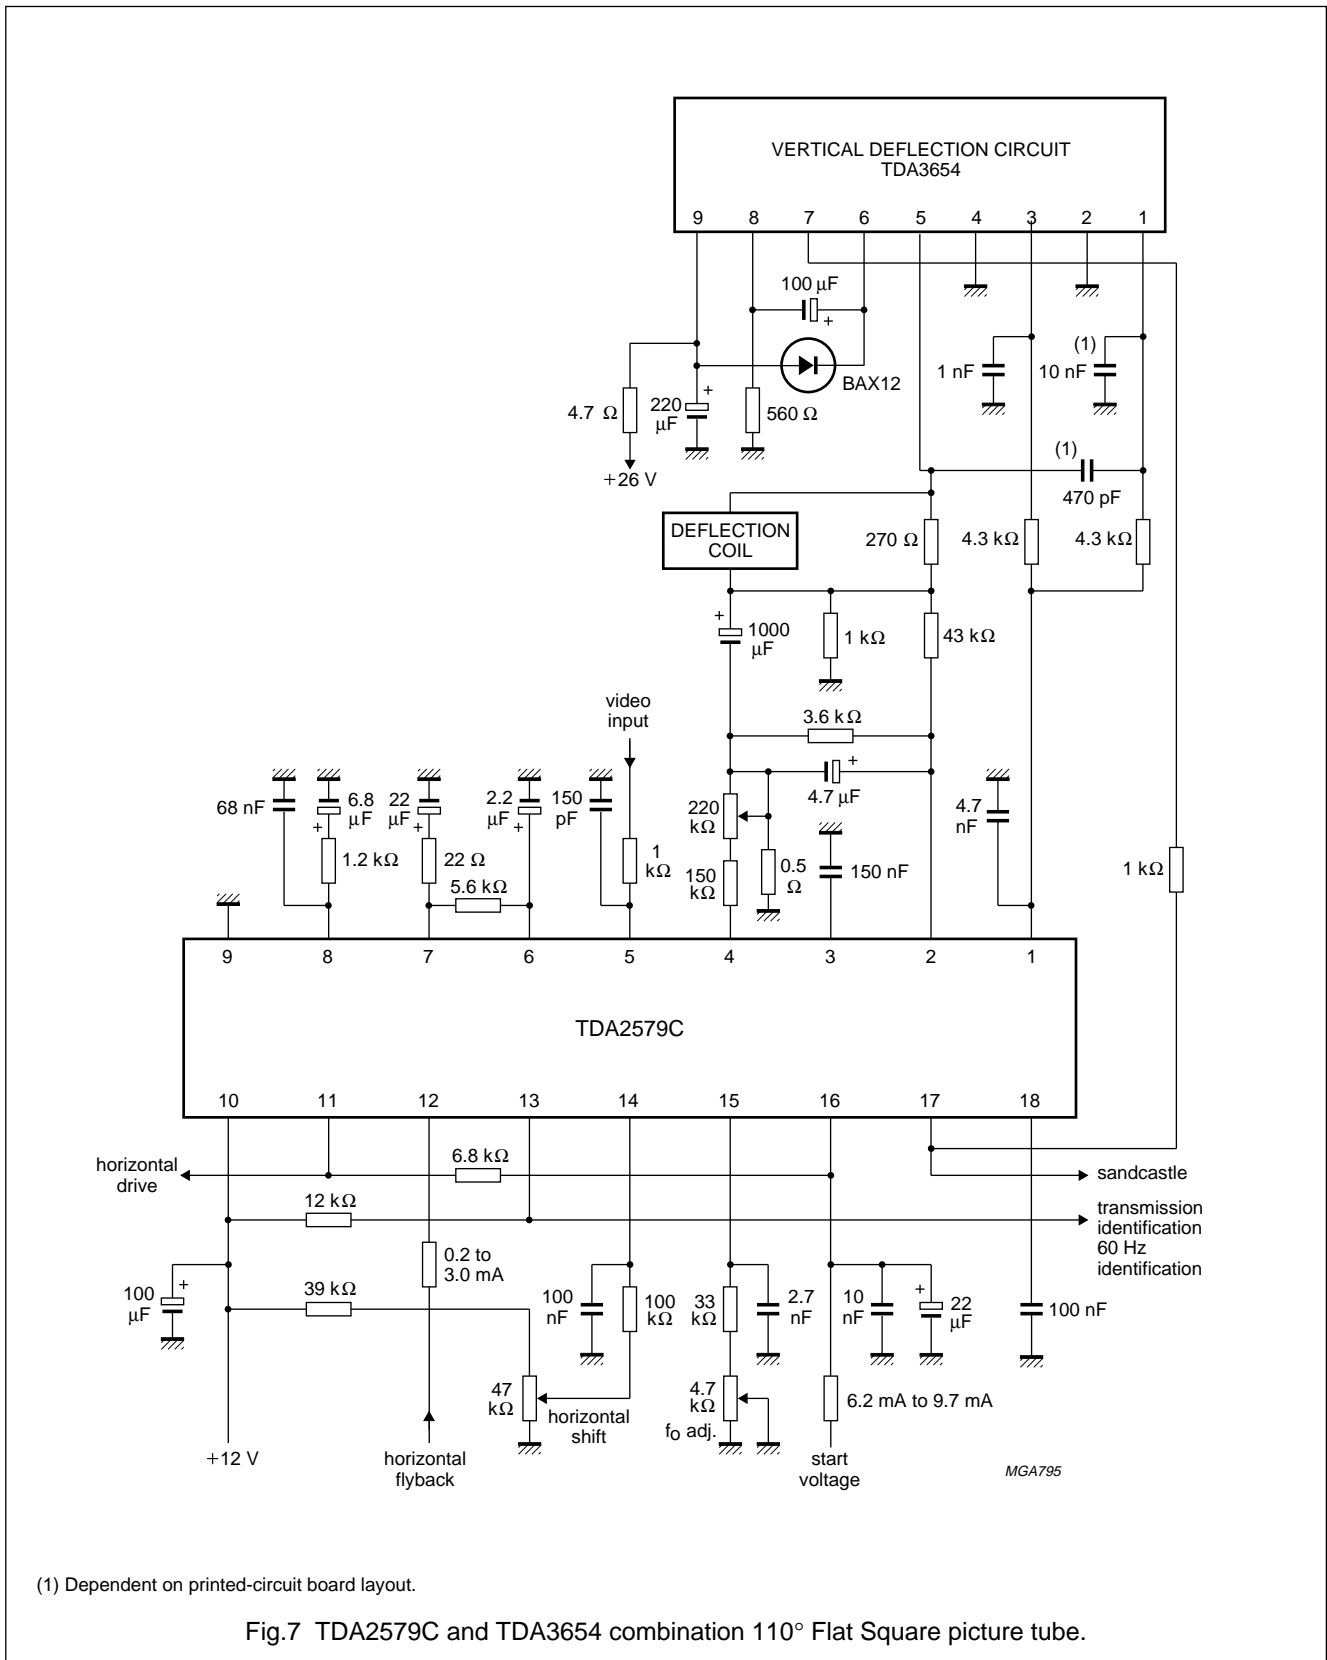 VERTICAL DEFLECTION CIRCUIT
TDA3654
9 8 7 6 5 4 3 2 1
100 µF
+
(1)
1 nF
10 nF
BAX12
+
4.7 Ω
220
µF
560 Ω
+26 V
(1)
470 pF
DEFLECTION
COIL
270 Ω
4.3 kΩ
4.3 kΩ
+
1000
µF
1 kΩ
43 kΩ
video
input
3.6 kΩ
+
4.7 µF
68 nF
6.8
µF
+
22
µF
+
2.2
µF
+
150
pF
220
kΩ
4.7
nF
1.2 kΩ
22 Ω
1
kΩ
150
kΩ
0.5
Ω
150 nF
1 kΩ
5.6 kΩ
9 8 7 6 5 4 3 2 1
TDA2579C
10 11 12 13 14 15 16 17 18
horizontal
drive
6.8 kΩ
sandcastle
12 kΩ
transmission
identification
60 Hz
identification
0.2 to
3.0 mA
100
µF
+
39 kΩ
100
nF
100
kΩ
33
kΩ
2.7
nF
10
nF
+
22
µF
100 nF
47
kΩ
horizontal
shift
4.7
kΩ
fO adj.
6.2 mA to 9.7 mA
+12 V
horizontal
flyback
start
voltage
MGA795
(1) Dependent on printed-circuit board layout.
Fig.7 TDA2579C and TDA3654 combination 110° Flat Square picture tube.